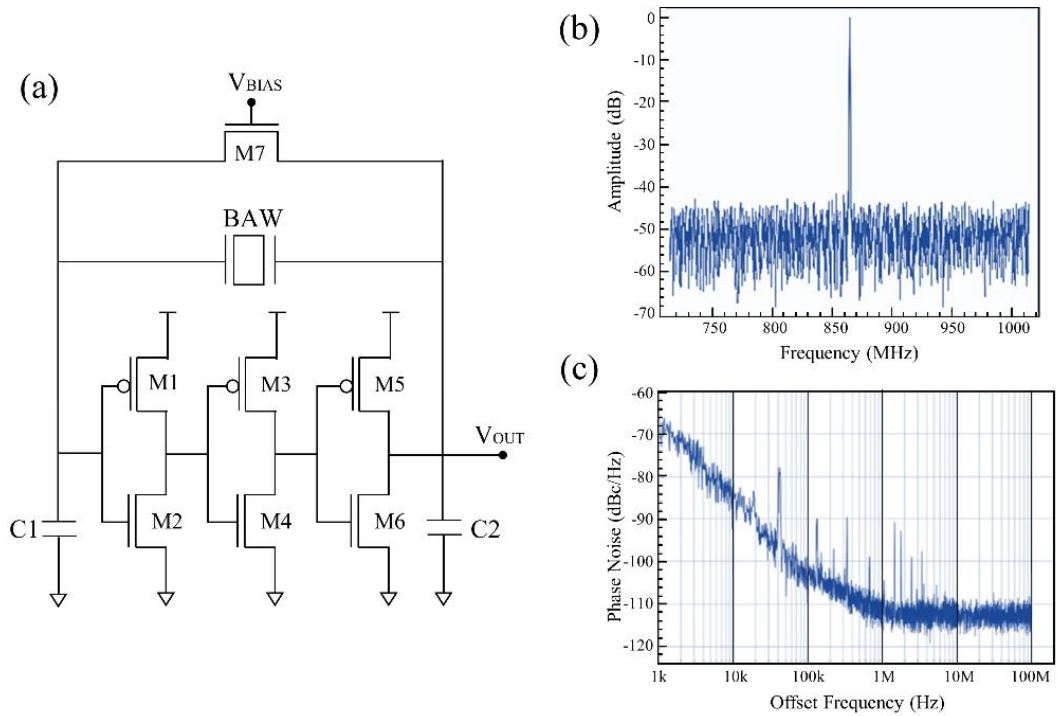 (a)
VBIAS
M7
BAW
M1
M3
M5
VOUT
C1
M2
M4
M6
C2
(b)
Amplitude (dB)
0
-10
-20
-30
-40
-50
-60
-70
750 800 850 900 950 1000
Frequency (MHz)
(c)
Phase Noise (dBc/Hz)
-60
-70
-80
-90
-100
-110
-120
1k 10k 100k 1M 10M 100M
Offset Frequency (Hz)